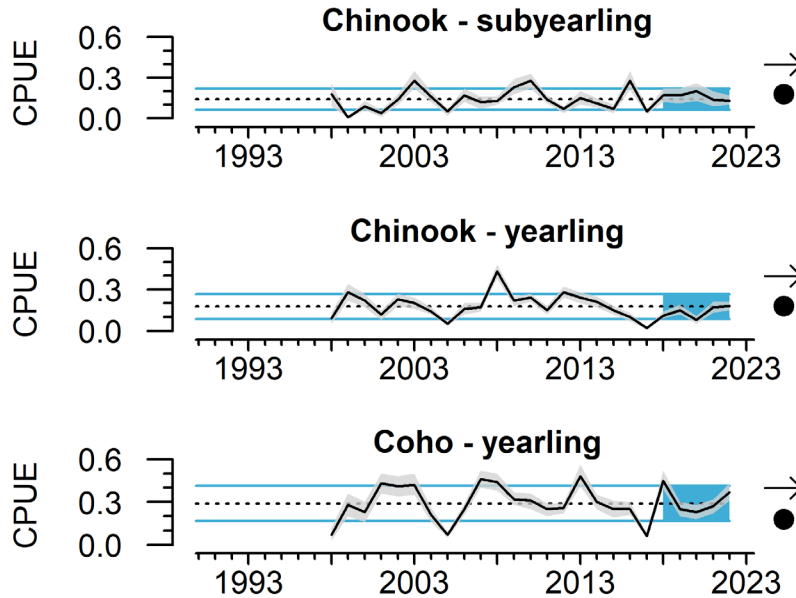 Chinook - subyearling
CPUE
0.6
0.3
0.0
1993 2003 2013 2023
Chinook - yearling
CPUE
0.6
0.3
0.0
1993 2003 2013 2023
Coho - yearling
CPUE
0.6
0.3
0.0
1993 2003 2013 2023